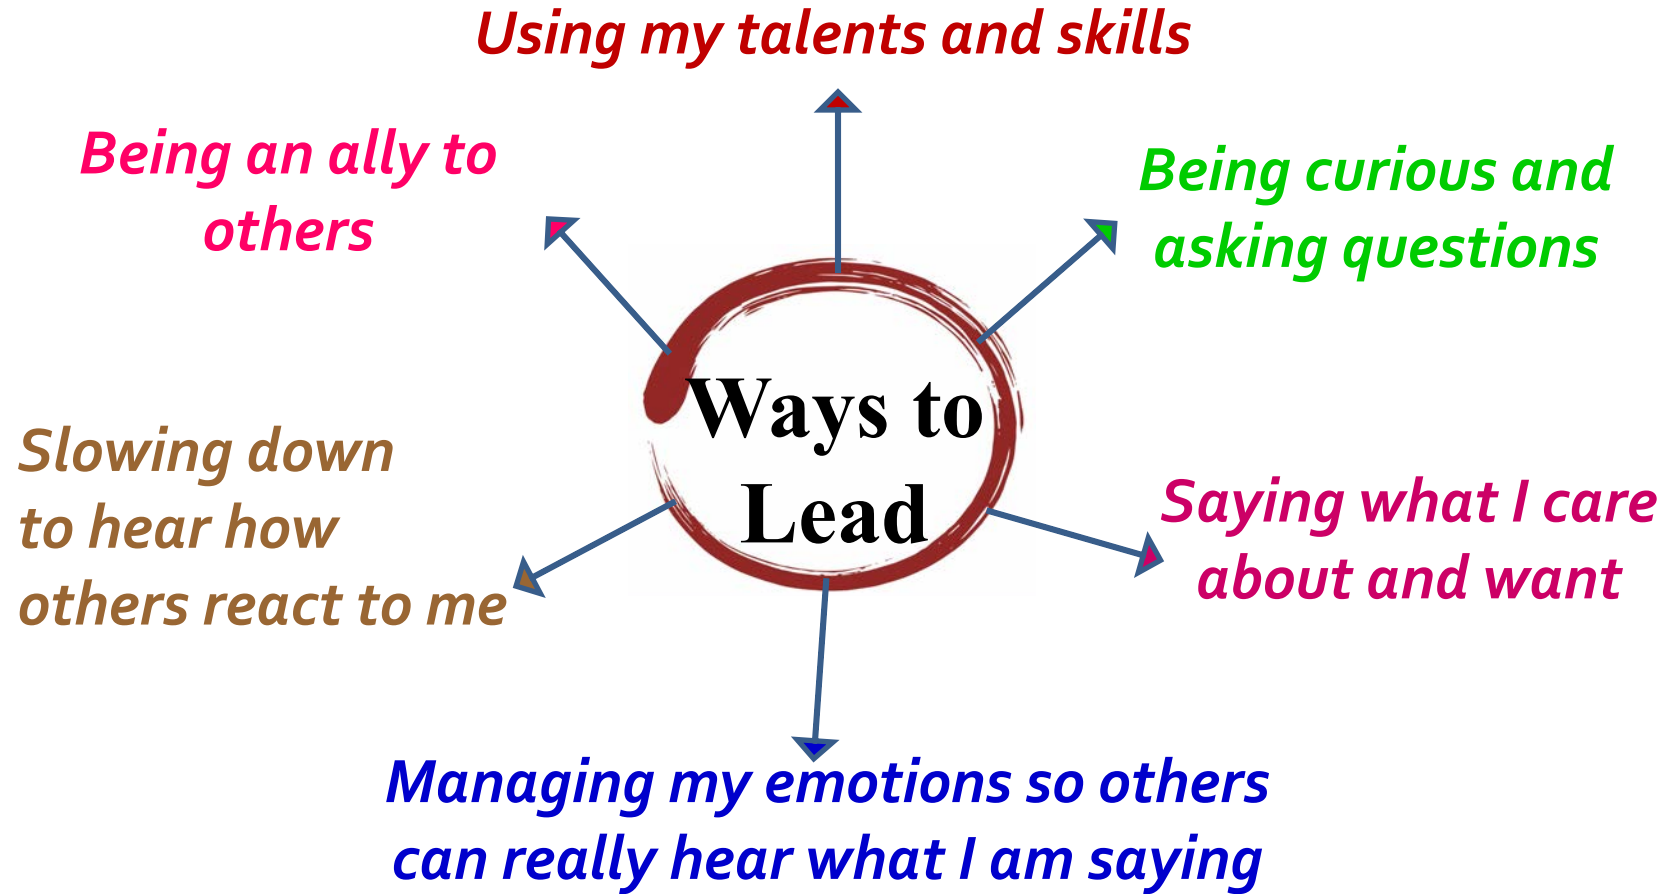 Using my talents and skills
Being an ally to
others
Being curious and
asking questions
Ways to
Lead
Slowing down
to hear how
others react to me
Saying what I care
about and want
Managing my emotions so others
can really hear what I am saying